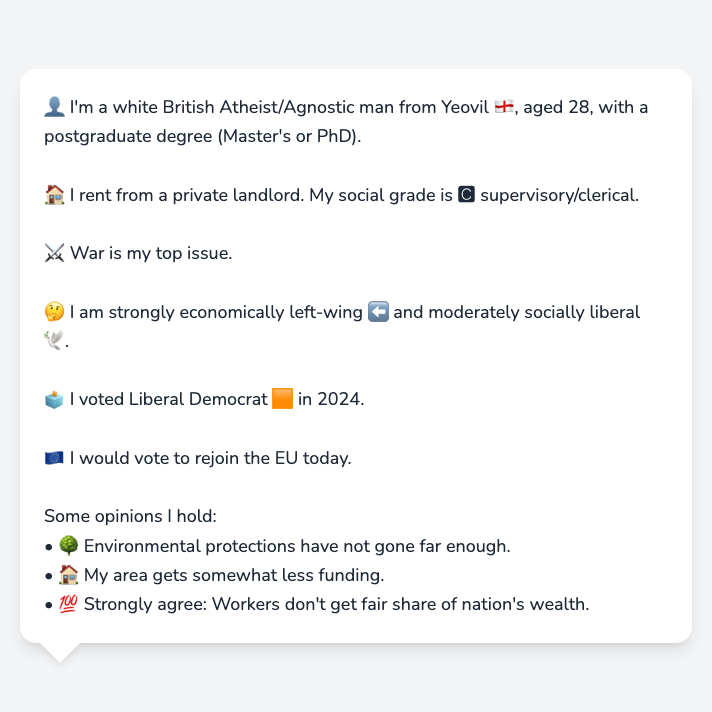 👤 I'm a white British Atheist/Agnostic man from Yeovil 🏴󠁧󠁢󠁥󠁮󠁧󠁿, aged 28, with a
postgraduate degree (Master's or PhD).
🏠 I rent from a private landlord. My social grade is 🅲 supervisory/clerical.
⚔️ War is my top issue.
🤔 I am strongly economically left-wing ⬅️ and moderately socially liberal
🕊️.
🗳️ I voted Liberal Democrat 🟧 in 2024.
🇪🇺 I would vote to rejoin the EU today.
Some opinions I hold:
• 🌳 Environmental protections have not gone far enough.
• 🏠 My area gets somewhat less funding.
• 💯 Strongly agree: Workers don't get fair share of nation's wealth.